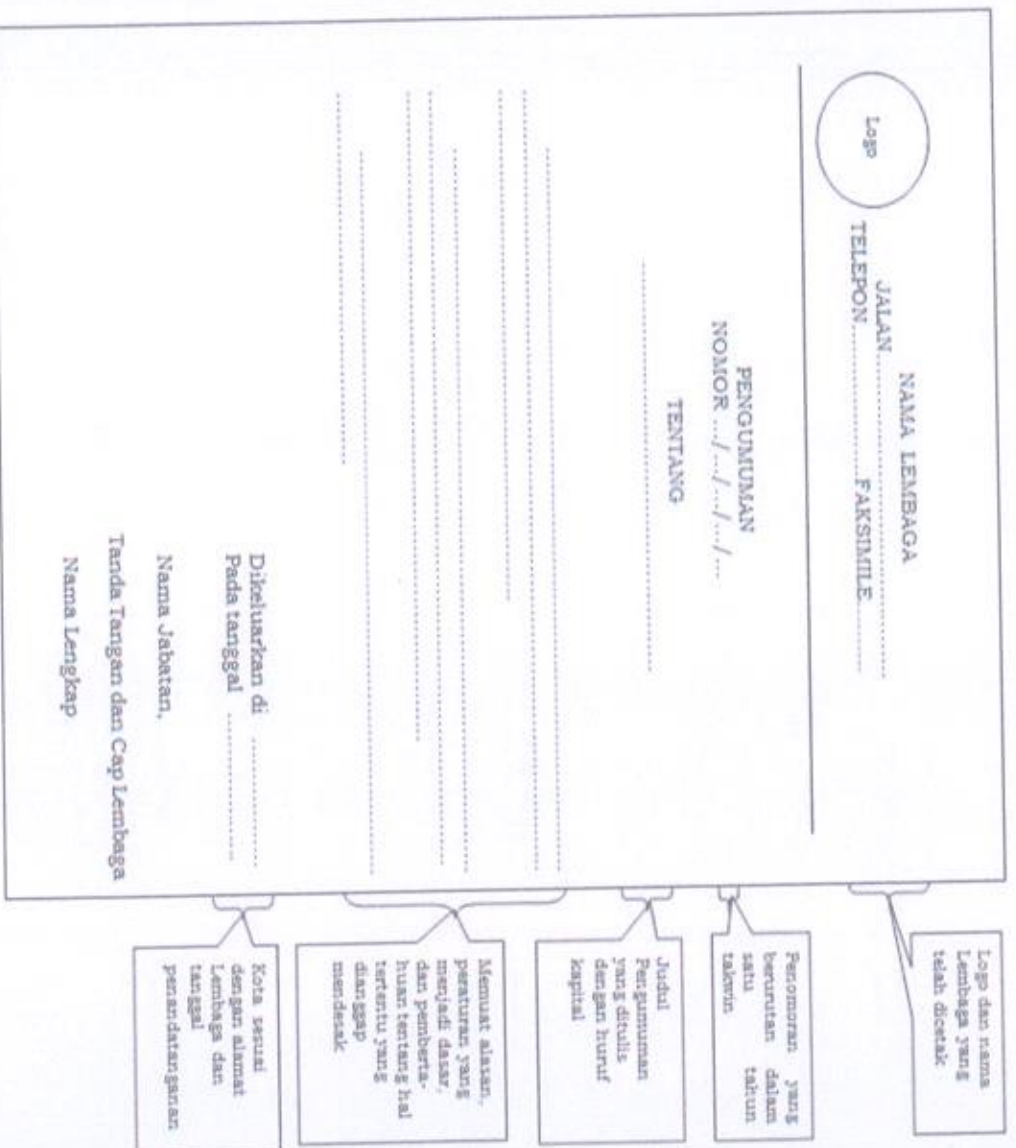 NAMA LEMBAGA
JALAN..............................................
TELEPON.................... FAKSIMILE............
Logo
PENGUMUMAN
NOMOR .../.../.../.../...
TENTANG
..............................................
Dikeluarkan di ....................
Pada tanggal ....................
Nama Jabatan,
Tanda Tangan dan Cap Lembaga
Nama Lengkap
Logo dan nama
Lembaga yang
telah dicetak
Penomoran yang
berurutan dalam
satu tahun
takwin
Judul
Pengumuman
yang ditulis
dengan huruf
kapital
Memuat alasan,
peraturan yang
menjadi dasar,
dan pemberta-
huan tentang hal
tertentu yang
dianggap
mendesak
Kota sesuai
dengan alamat
Lembaga dan
tanggal
penandatanganan